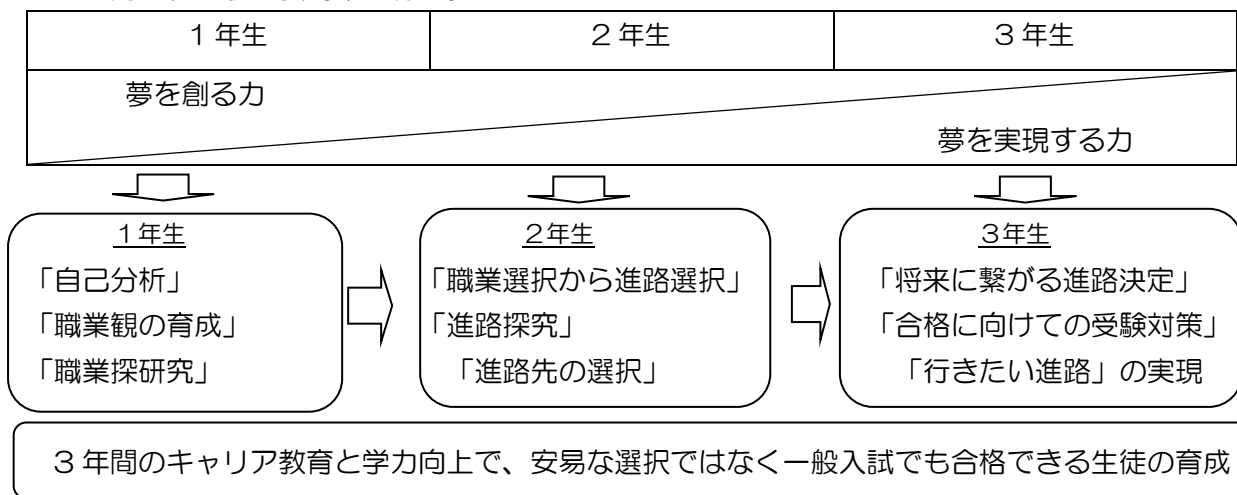 1年生 2年生 3年生
夢を創る力
夢を実現する力
1年生
「自己分析」
「職業観の育成」
「職業探研究」
2年生
「職業選択から進路選択」
「進路探究」
「進路先の選択」
3年生
「将来に繋がる進路決定」
「合格に向けての受験対策」
「行きたい進路」の実現
3年間のキャリア教育と学力向上で、安易な選択ではなく一般入試でも合格できる生徒の育成